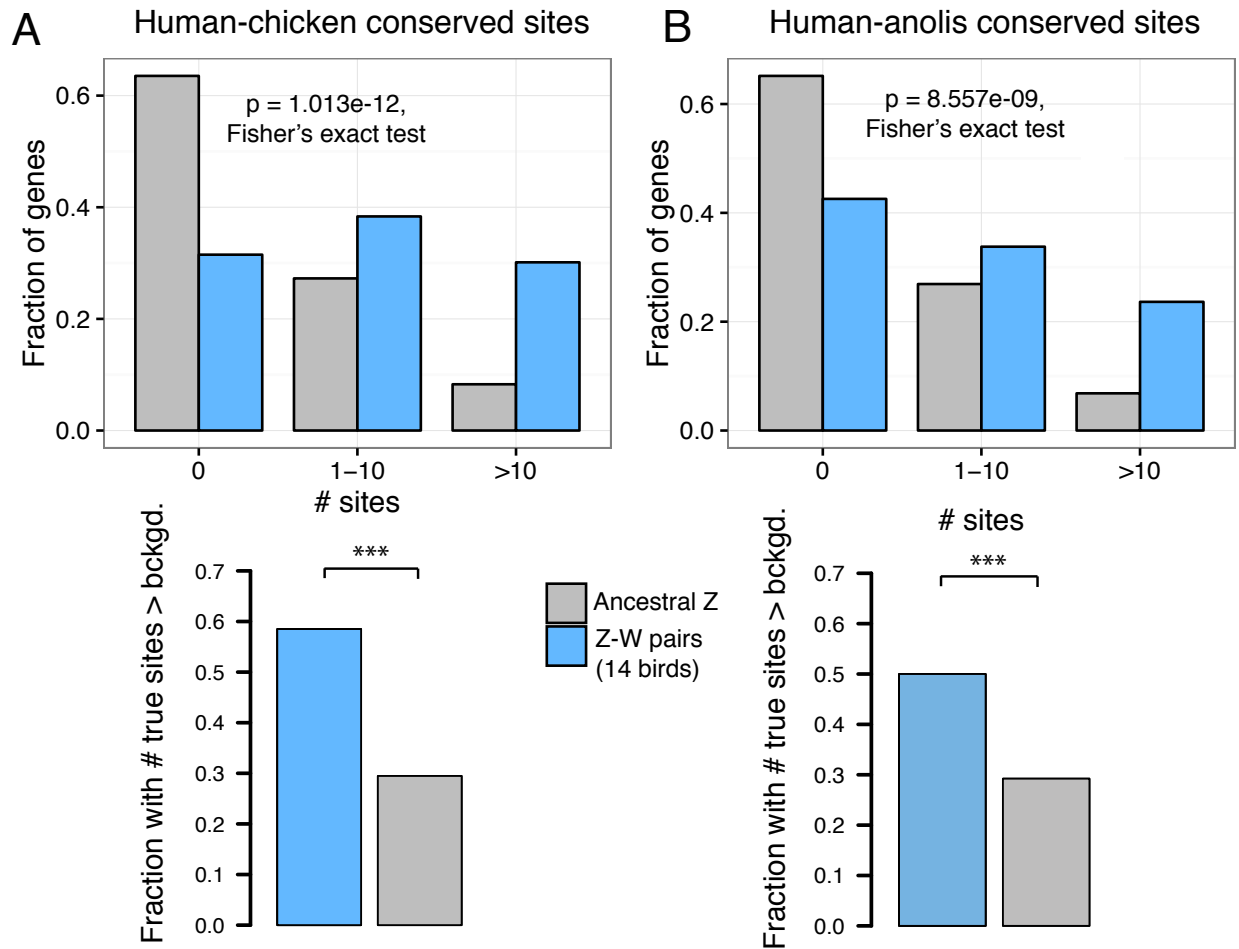 A
Human-chicken conserved sites
p = 1.013e-12,
Fisher's exact test
Fraction of genes
0.6
0.4
0.2
0.0
0
1−10
>10
# sites
B
Human-anolis conserved sites
p = 8.557e-09,
Fisher's exact test
Fraction of genes
0.6
0.4
0.2
0.0
0
1−10
>10
# sites
***
Fraction with # true sites > bckgd.
0.7
0.6
0.5
0.4
0.3
0.2
0.1
0.0
Ancestral Z
Z-W pairs
(14 birds)
***
Fraction with # true sites > bckgd.
0.7
0.6
0.5
0.4
0.3
0.2
0.1
0.0